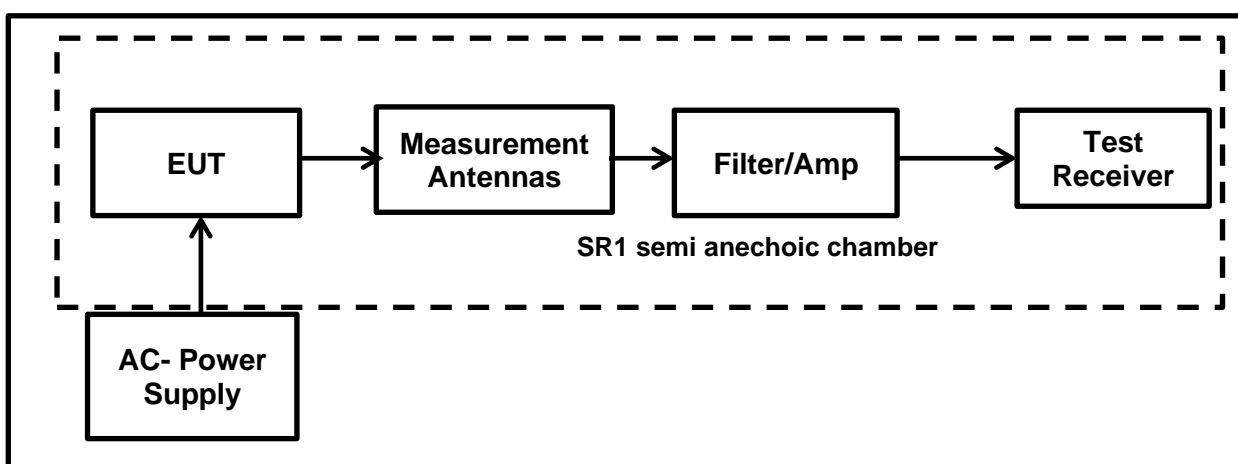 EUT
Measurement
Antennas
Filter/Amp
Test
Receiver
SR1 semi anechoic chamber
AC- Power
Supply